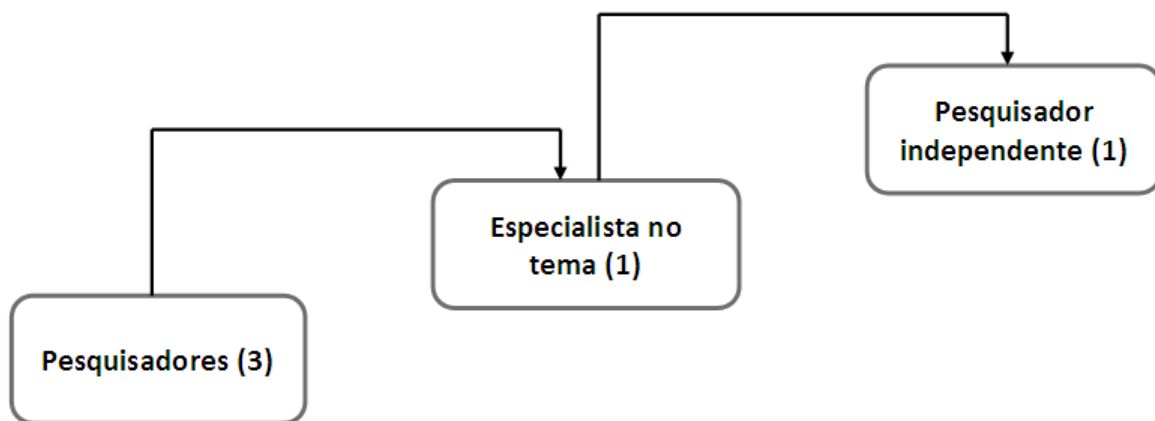 Pesquisador
independente (1)
Especialista no
tema (1)
Pesquisadores (3)